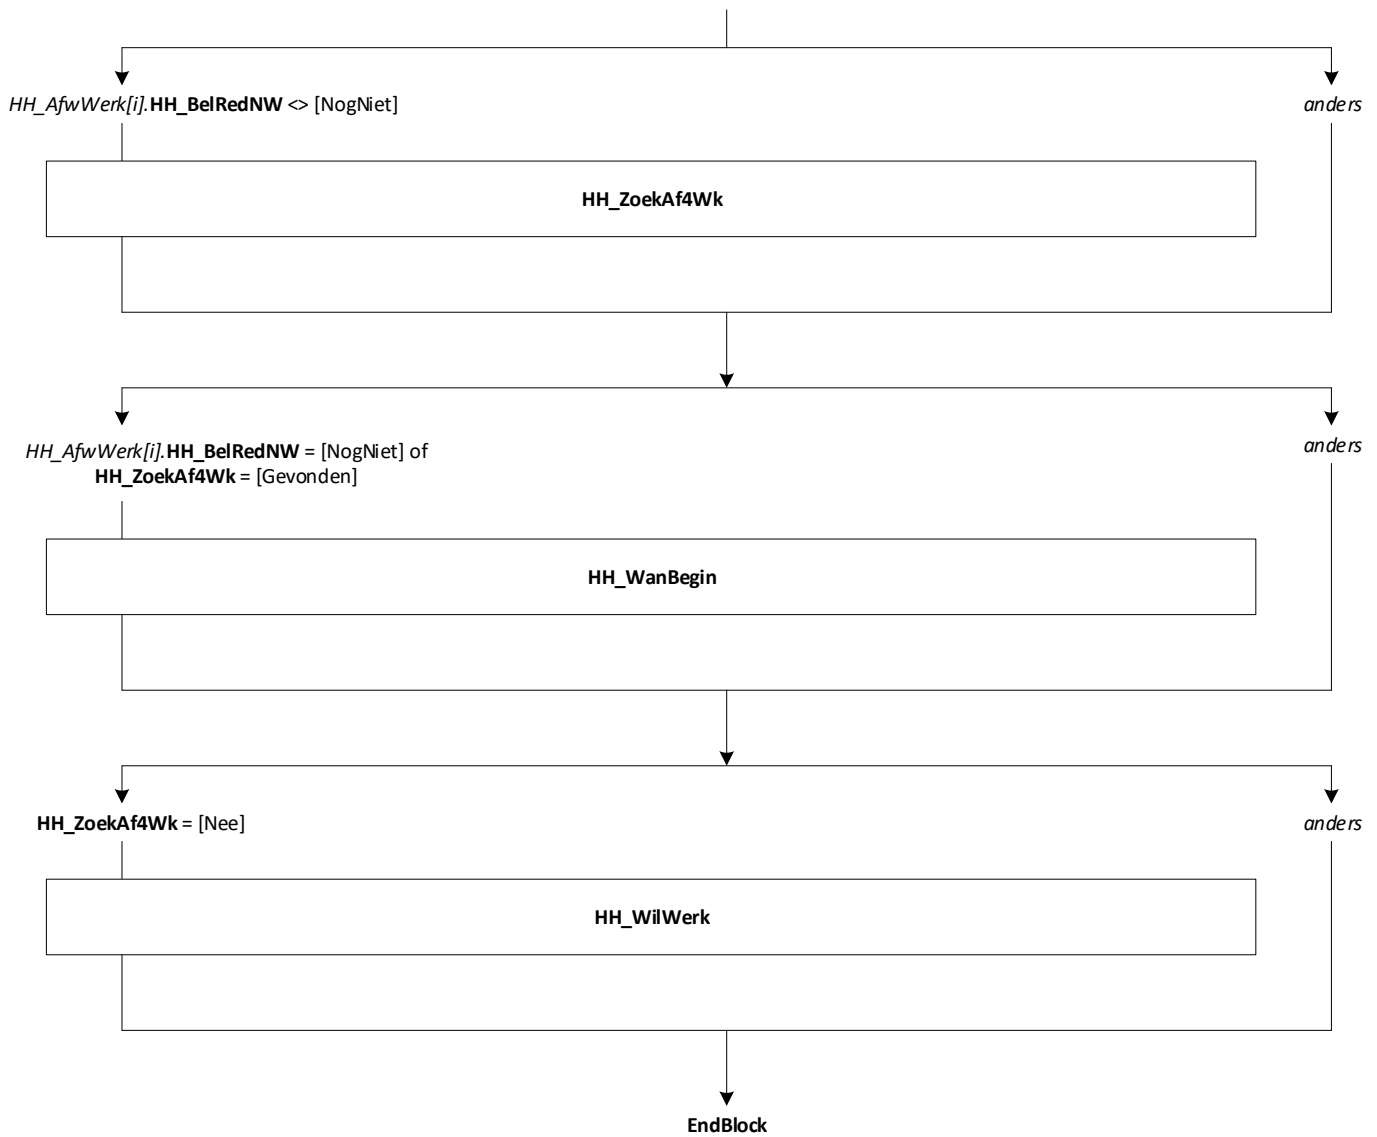 HH_AfwWerk[i].HH_BelRedNW <> [NogNiet]
anders
HH_ZoekAf4Wk
HH_AfwWerk[i].HH_BelRedNW = [NogNiet] of
HH_ZoekAf4Wk = [Gevonden]
anders
HH_WanBegin
HH_ZoekAf4Wk = [Nee]
anders
HH_WilWerk
EndBlock